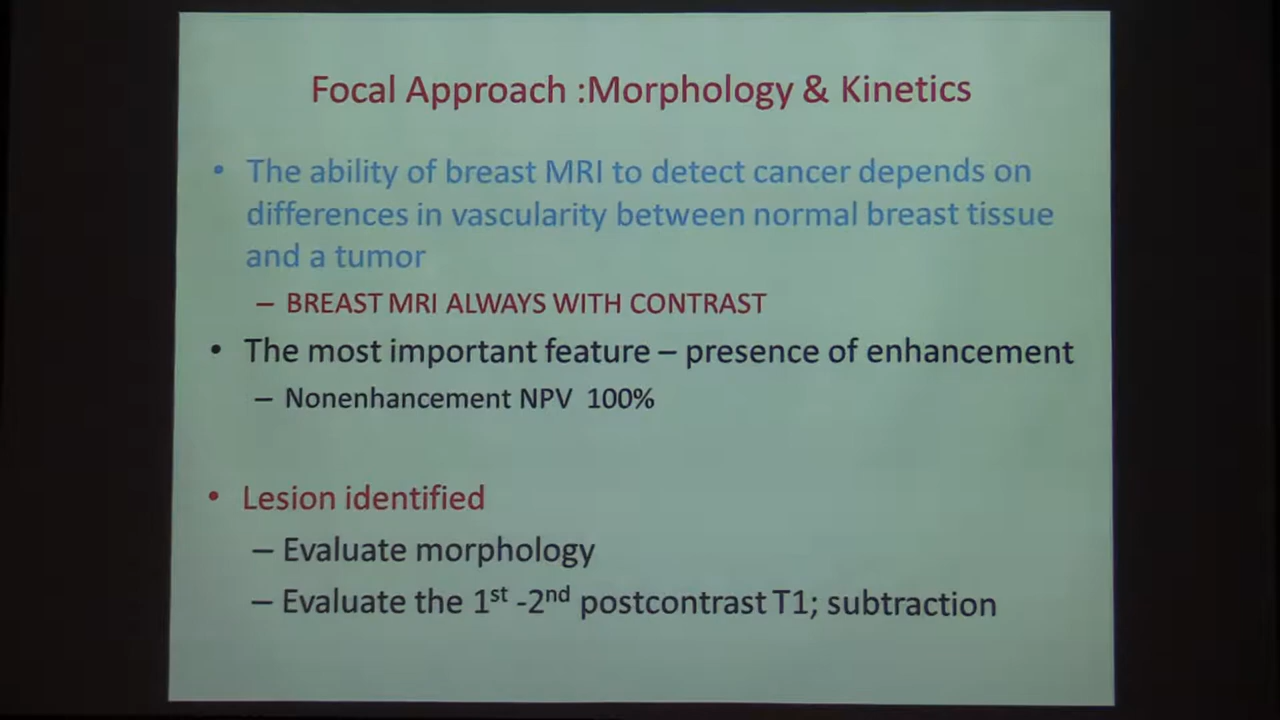 Focal Approach :Morphology & Kinetics
• The ability of breast MRI to detect cancer depends on
differences in vascularity between normal breast tissue
and a tumor
– BREAST MRI ALWAYS WITH CONTRAST
• The most important feature – presence of enhancement
– Nonenhancement NPV 100%
• Lesion identified
– Evaluate morphology
– Evaluate the 1st -2nd postcontrast T1; subtraction